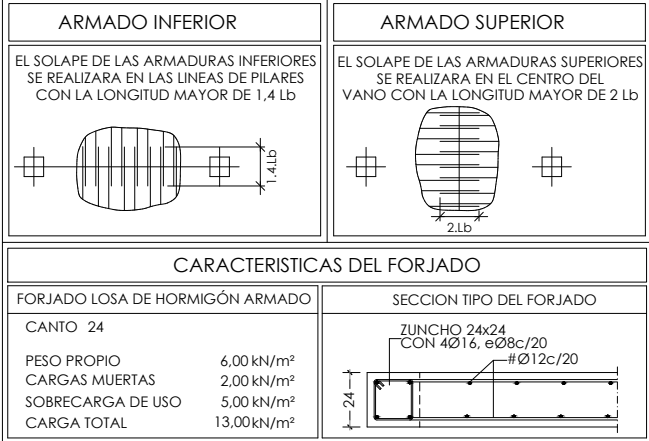 ARMADO INFERIOR
EL SOLAPE DE LAS ARMADURAS INFERIORES
SE REALIZARA EN LAS LINEAS DE PILARES
CON LA LONGITUD MAYOR DE 1,4 Lb
1.4.Lb
ARMADO SUPERIOR
EL SOLAPE DE LAS ARMADURAS SUPERIORES
SE REALIZARA EN EL CENTRO DEL
VANO CON LA LONGITUD MAYOR DE 2 Lb
2.Lb
CARACTERISTICAS DEL FORJADO
FORJADO LOSA DE HORMIGÓN ARMADO
CANTO 24
PESO PROPIO 6,00 kN/m²
CARGAS MUERTAS 2,00 kN/m²
SOBRECARGA DE USO 5,00 kN/m²
CARGA TOTAL 13,00 kN/m²
SECCION TIPO DEL FORJADO
ZUNCHO 24x24
CON 4Ø16, eØ8c/20
#Ø12c/20
24